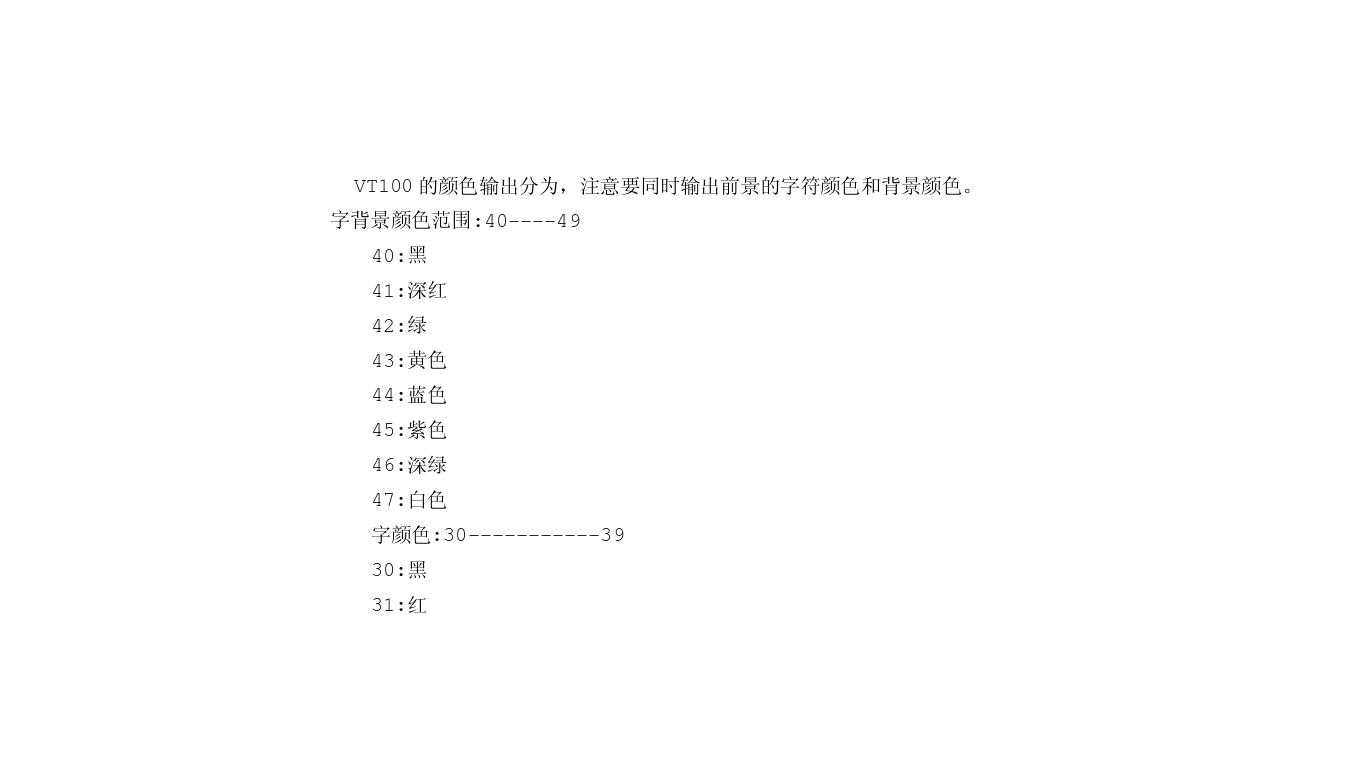 VT100 的颜色输出分为，注意要同时输出前景的字符颜色和背景颜色。
字背景颜色范围:40----49
40:黑
41:深红
42:绿
43:黄色
44:蓝色
45:紫色
46:深绿
47:白色
字颜色:30-----------39
30:黑
31:红